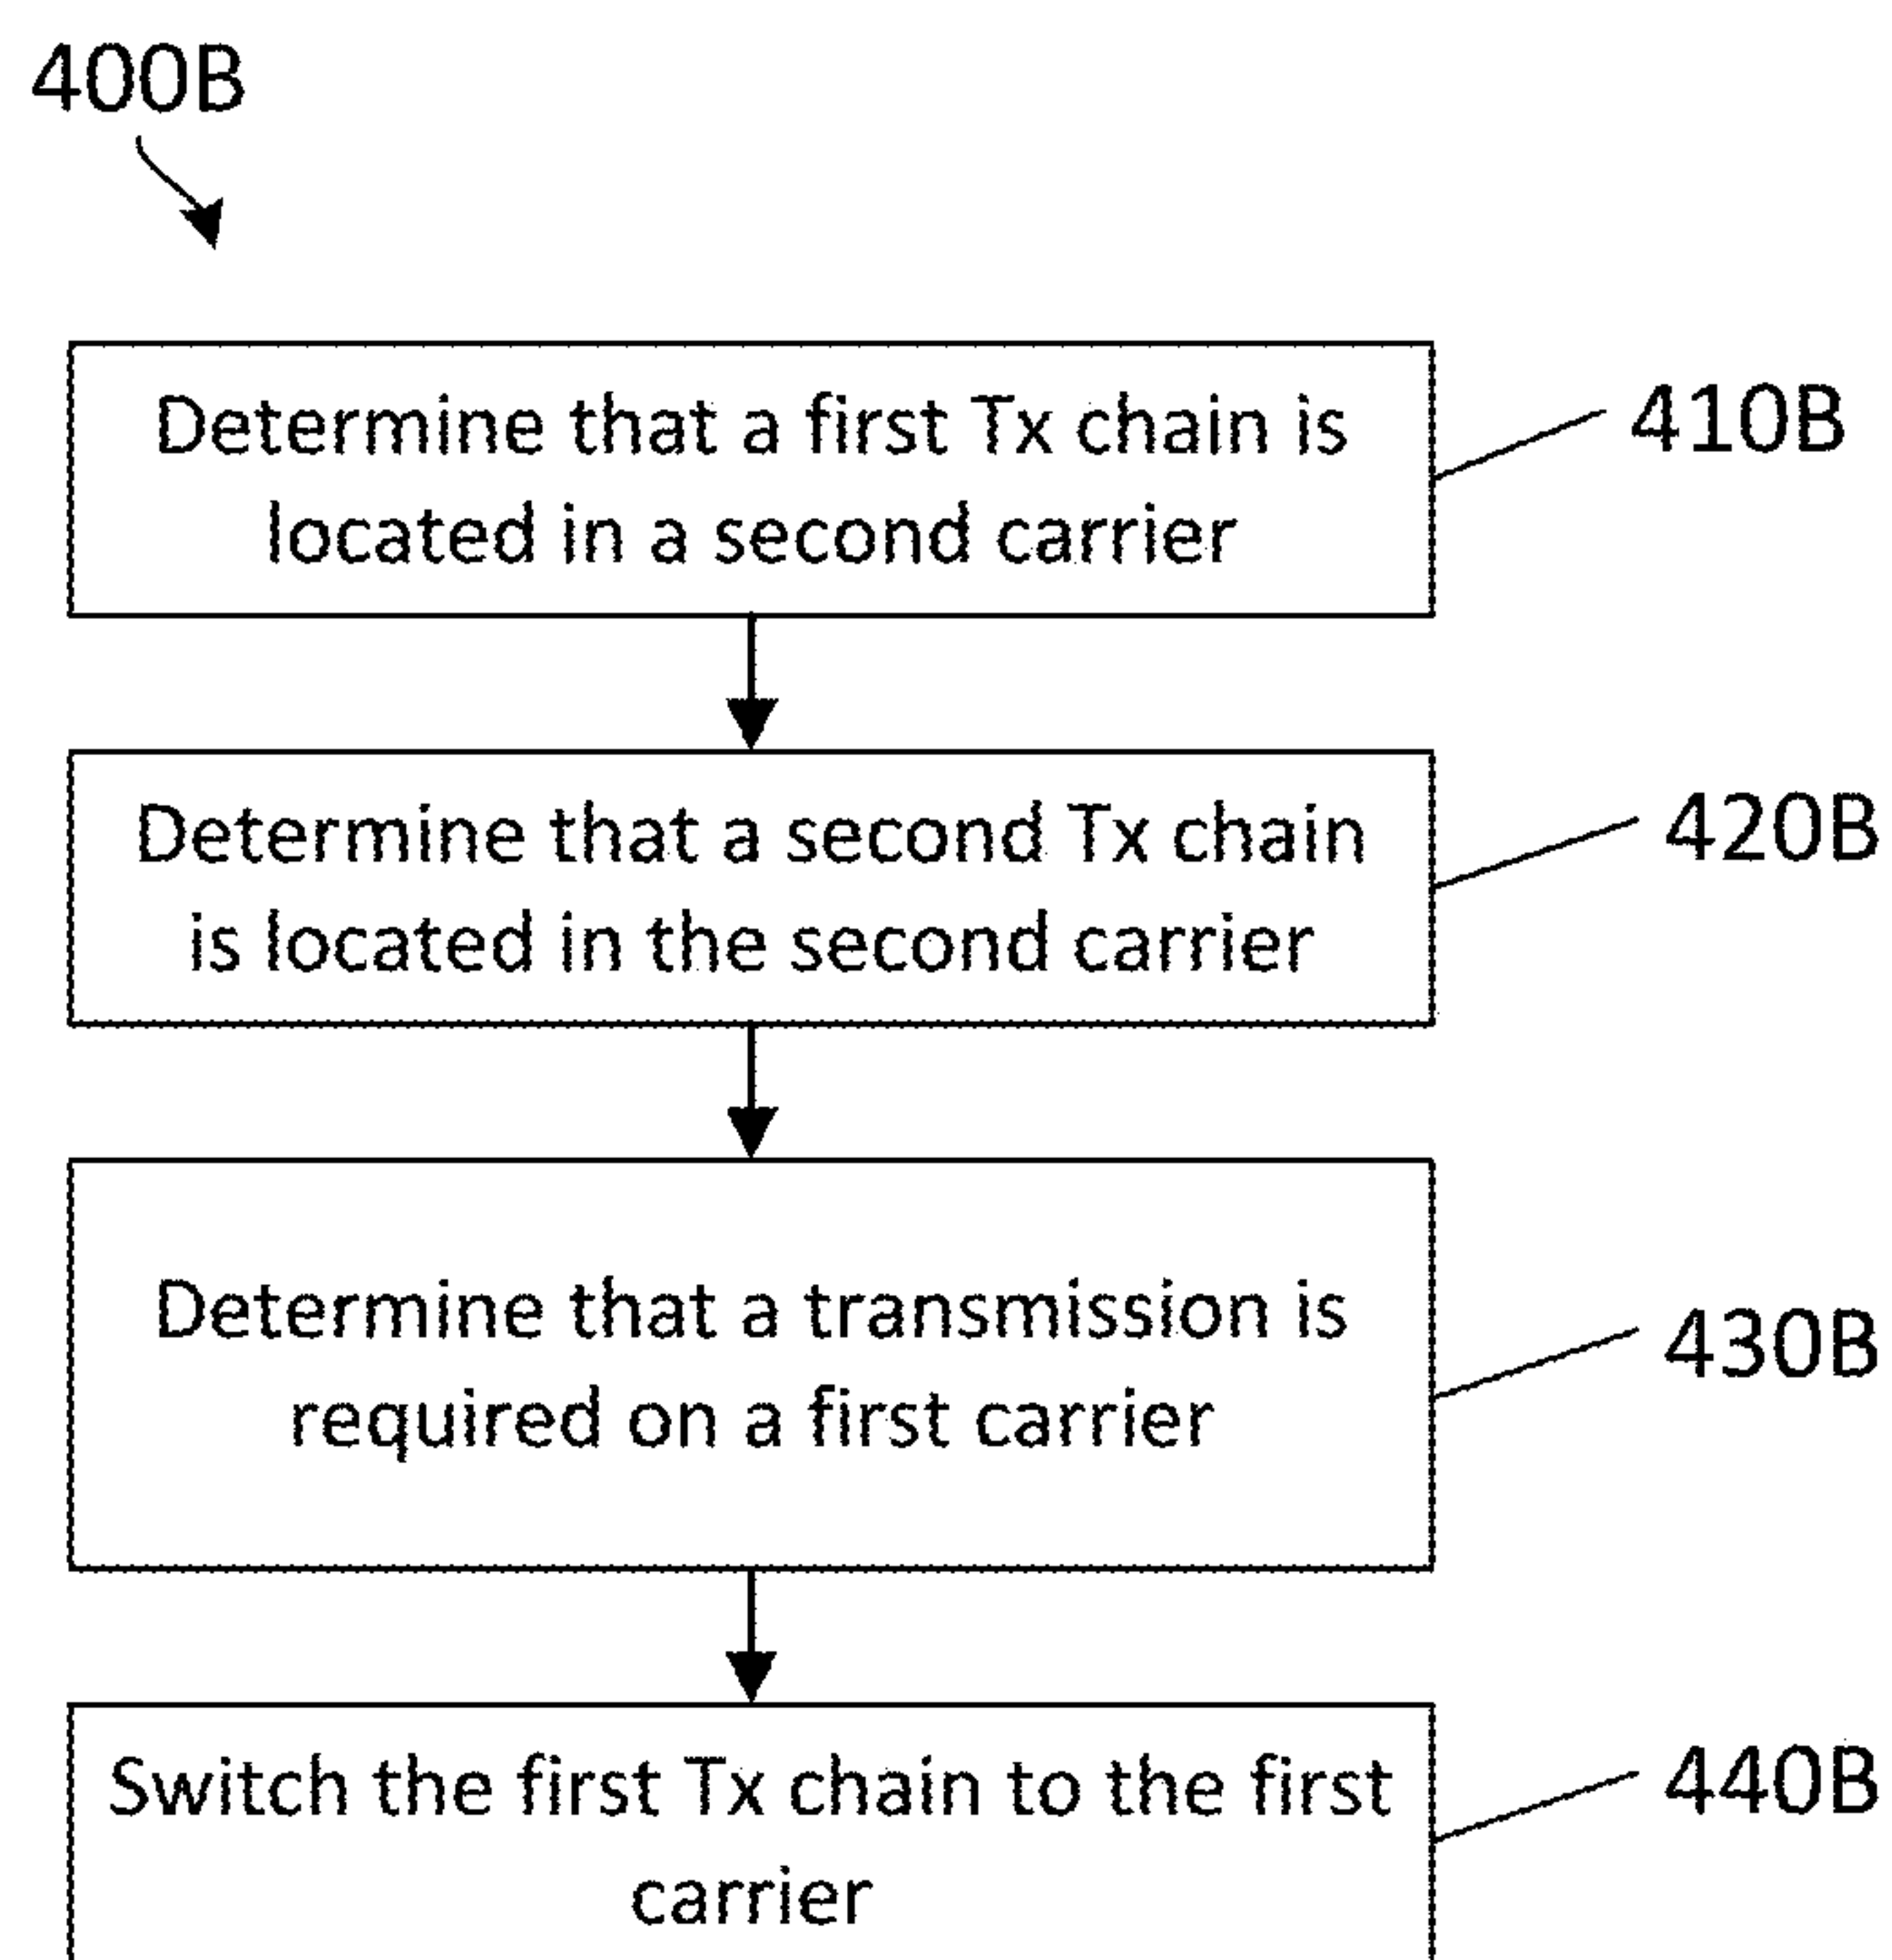 400B
Determine that a first Tx chain is
located in a second carrier
410B
Determine that a second Tx chain
is located in the second carrier
420B
Determine that a transmission is
required on a first carrier
430B
Switch the first Tx chain to the first
carrier
440B